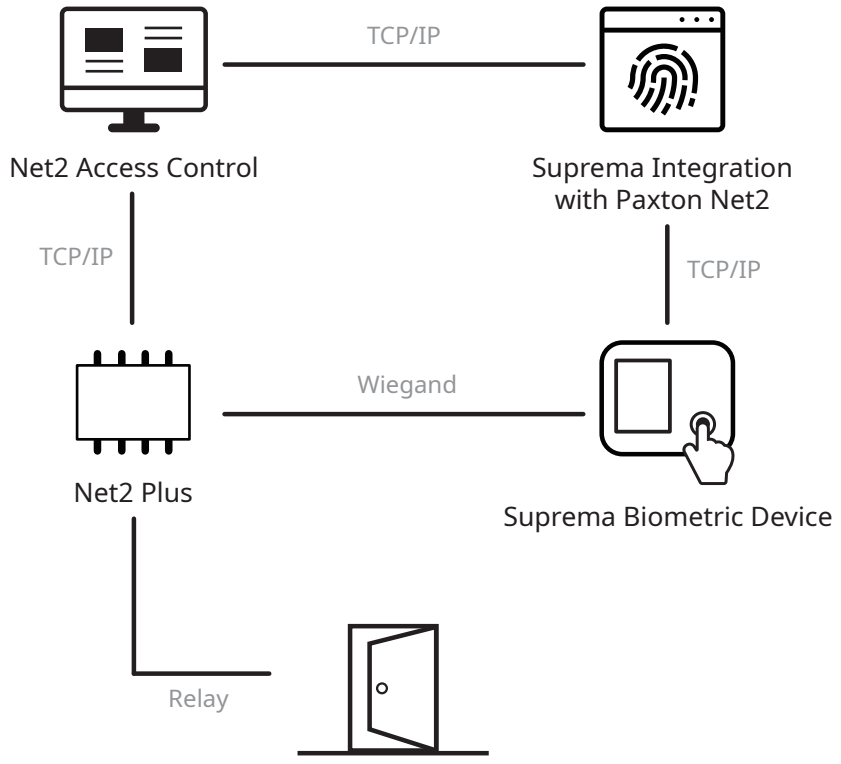 TCP/IP
Net2 Access Control
Suprema Integration
with Paxton Net2
TCP/IP
TCP/IP
Wiegand
Net2 Plus
Suprema Biometric Device
Relay